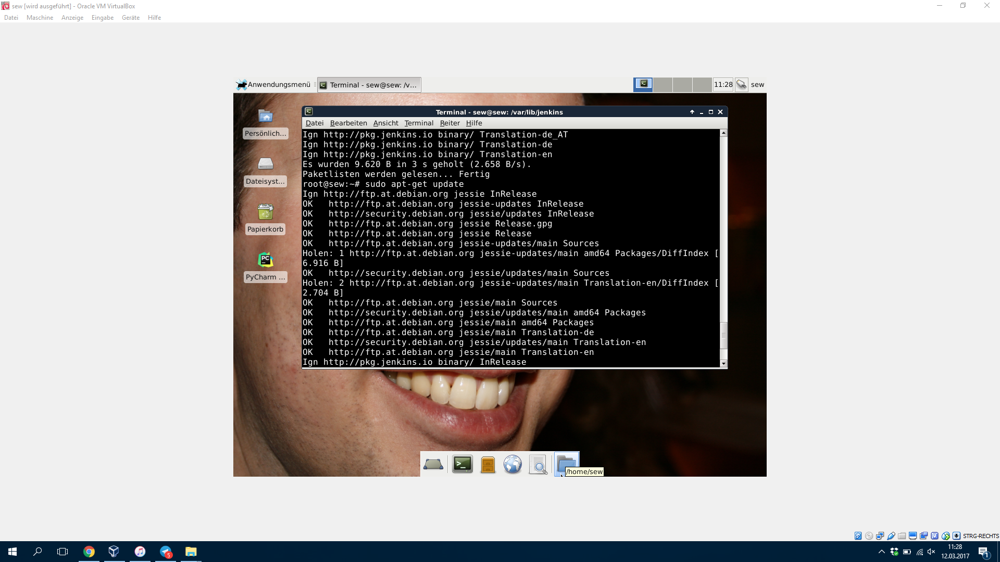 sew [wird ausgeführt] - Oracle VM VirtualBox
Datei Maschine Anzeige Eingabe Geräte Hilfe
Anwendungsmenü Terminal - sew@sew: /v... 11:28 sew
Terminal - sew@sew: /var/lib/jenkins
Datei Bearbeiten Ansicht Terminal Reiter Hilfe
Ign http://pkg.jenkins.io binary/ Translation-de_AT
Ign http://pkg.jenkins.io binary/ Translation-de
Ign http://pkg.jenkins.io binary/ Translation-en
Es wurden 9.620 B in 3 s geholt (2.658 B/s).
Paketlisten werden gelesen... Fertig
root@sew:~# sudo apt-get update
Ign http://ftp.at.debian.org jessie InRelease
OK   http://ftp.at.debian.org jessie-updates InRelease
OK   http://security.debian.org jessie/updates InRelease
OK   http://ftp.at.debian.org jessie Release.gpg
OK   http://ftp.at.debian.org jessie Release
OK   http://ftp.at.debian.org jessie-updates/main Sources
Holen: 1 http://ftp.at.debian.org jessie-updates/main amd64 Packages/DiffIndex [
6.916 B]
OK   http://security.debian.org jessie/updates/main Sources
Holen: 2 http://ftp.at.debian.org jessie-updates/main Translation-en/DiffIndex [
2.704 B]
OK   http://ftp.at.debian.org jessie/main Sources
OK   http://security.debian.org jessie/updates/main amd64 Packages
OK   http://ftp.at.debian.org jessie/main amd64 Packages
OK   http://ftp.at.debian.org jessie/main Translation-de
OK   http://security.debian.org jessie/updates/main Translation-en
OK   http://ftp.at.debian.org jessie/main Translation-en
Ign http://pkg.jenkins.io binary/ InRelease
Persönlich...
Dateisyst...
Papierkorb
PC
PyCharm ...
/home/sew
STRG-RECHTS
5
11:28
12.03.2017
1